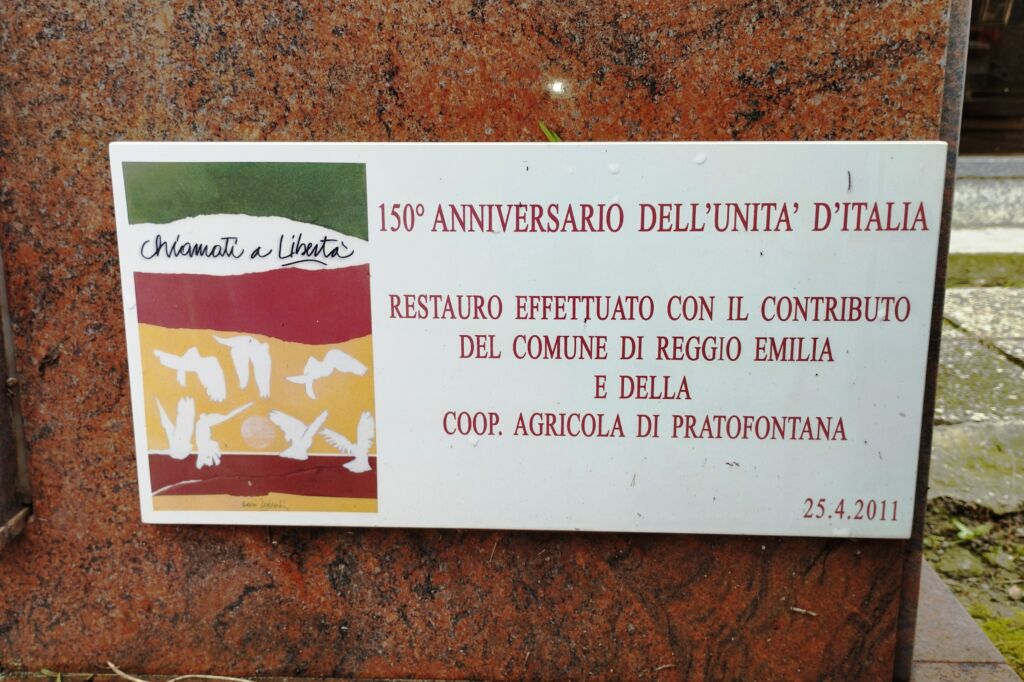 chiamati a Libertà
150° ANNIVERSARIO DELL'UNITA' D'ITALIA
RESTAURO EFFETTUATO CON IL CONTRIBUTO
DEL COMUNE DI REGGIO EMILIA
E DELLA
COOP. AGRICOLA DI PRATOFONTANA
25.4.2011